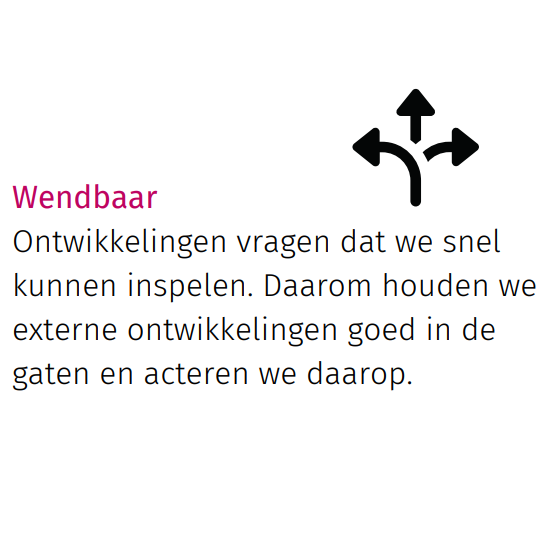 Wendbaar
Ontwikkelingen vragen dat we snel
kunnen inspelen. Daarom houden we
externe ontwikkelingen goed in de
gaten en acteren we daarop.